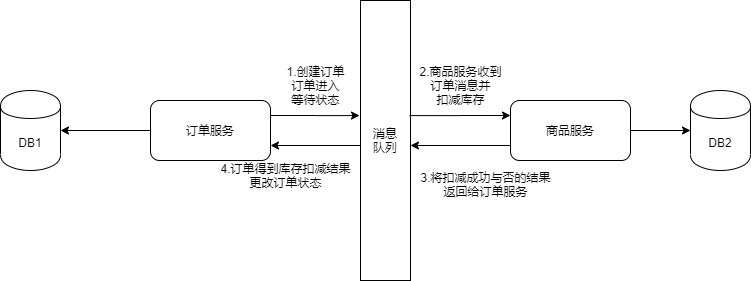 1.创建订单
订单进入
等待状态
2.商品服务收到
订单消息并
扣减库存
DB1
订单服务
消息
队列
商品服务
DB2
4.订单得到库存扣减结果
更改订单状态
3.将扣减成功与否的结果
返回给订单服务